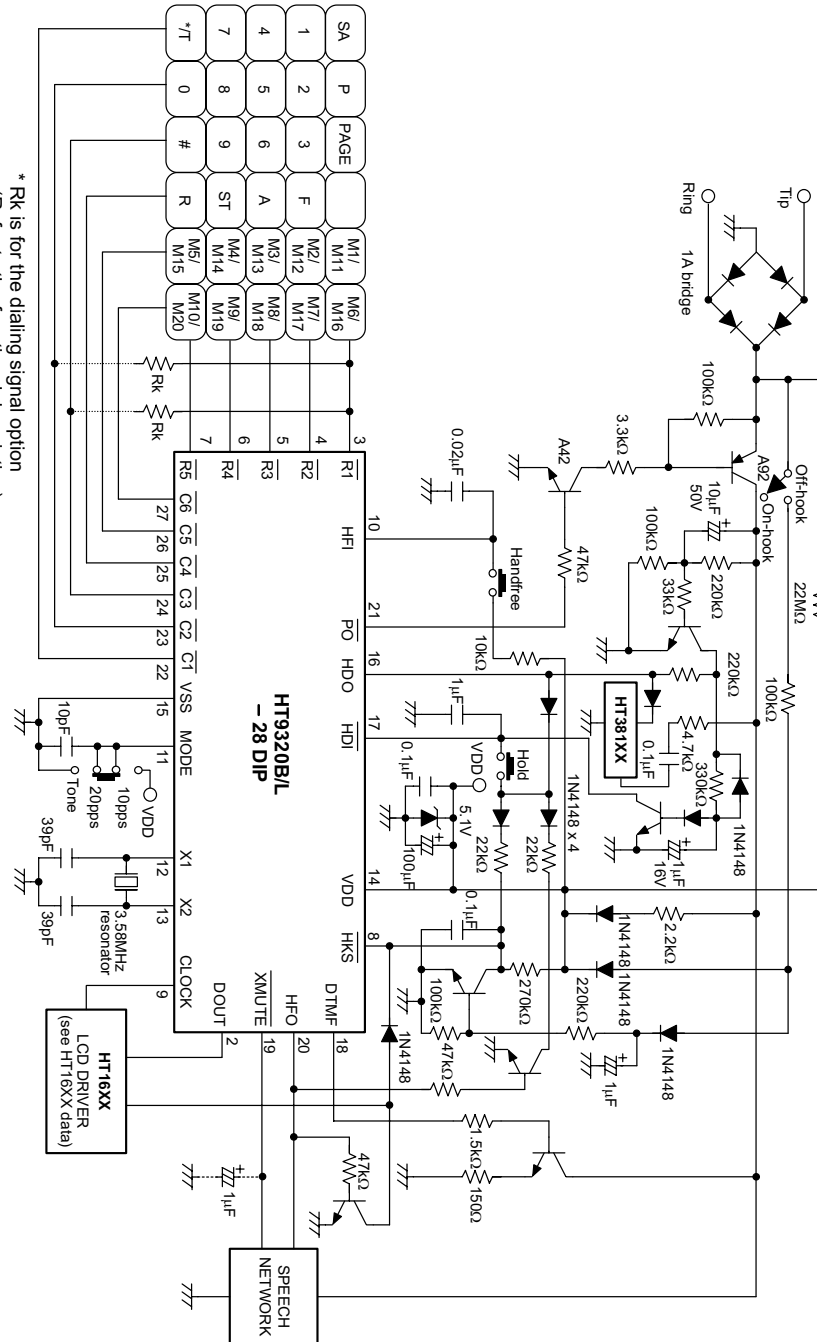 Tip
Ring
1A bridge
100kΩ
A92
Off-hook
On-hook
22MΩ
100kΩ
3.3kΩ
A42
47kΩ
10µF
50V
100kΩ
220kΩ
33kΩ
220kΩ
HT381XX
0.1µF
4.7kΩ
330kΩ
1N4148
1µF
16V
0.02µF
Handfree
10kΩ
1µF
Hold
1N4148 x 4
VDD
0.1µF
5.1V
100µF
22kΩ
22kΩ
0.1µF
1N4148
2.2kΩ
1N4148
270kΩ
100kΩ
220kΩ
1N4148
1µF
47kΩ
1N4148
1.5kΩ
150Ω
47kΩ
1µF
SPEECH
NETWORK
SA
P
PAGE
M1/
M11
M6/
M16
1
2
3
F
M2/
M12
M7/
M17
4
5
6
A
M3/
M13
M8/
M18
7
8
9
ST
M4/
M14
M9/
M19
*/T
0
#
R
M5/
M15
M10/
M20
Rk
Rk
HT9320B/L
– 28 DIP
3
R1
4
R2
5
R3
6
R4
7
R5
10
HFI
21
PO
16
HDO
17
HDI
14
VDD
8
HKS
C6
27
C5
26
C4
25
C3
24
C2
23
C1
22
VSS
15
MODE
11
X1
12
X2
13
CLOCK
9
DOUT
2
XMUTE
19
HFO
20
DTMF
18
10pF
VDD
10pps
20pps
Tone
39pF
39pF
3.58MHz
resonator
HT16XX
LCD DRIVER
(see HT16XX data)
* Rk is for the dialing signal option